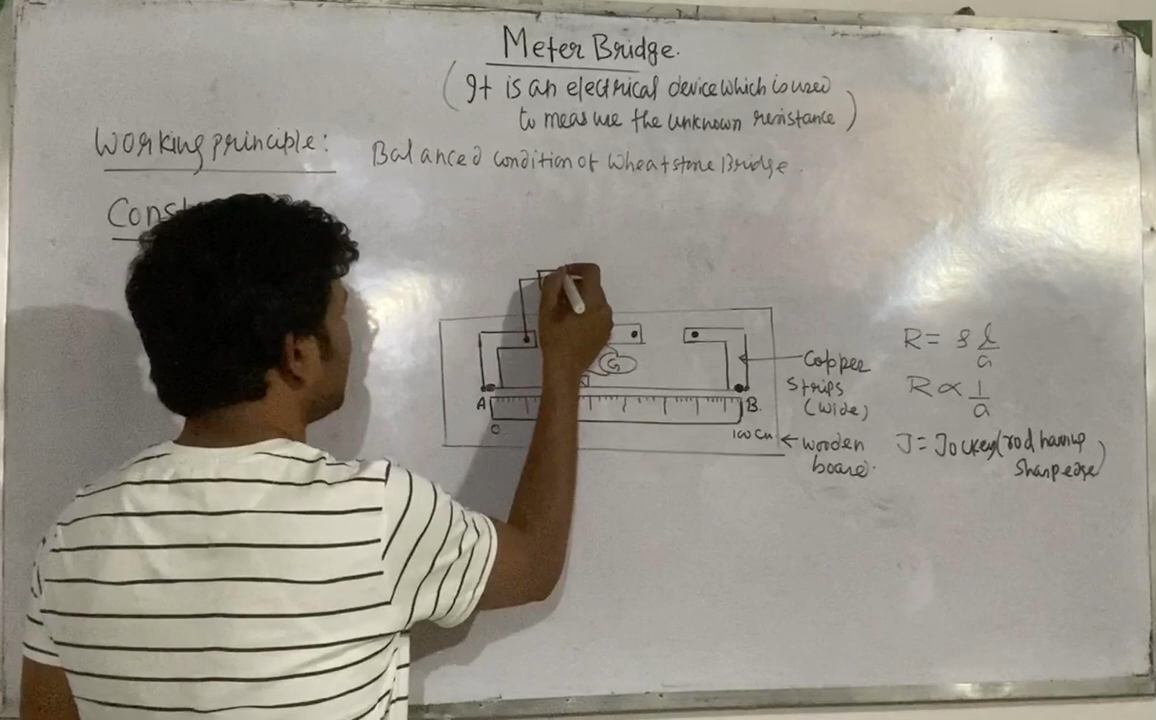 Meter Bridge.
(It is an electrical device which is used
to measure the unknown resistance)
Working principle:
Balanced condition of Wheatstone Bridge.
Cons
G
A
B.
0
100 cm
Copper
Strips
(wide)
wooden
board.
R = ρ l/a
R ∝ 1/a
J = Jockey (rod having
Sharp edge)